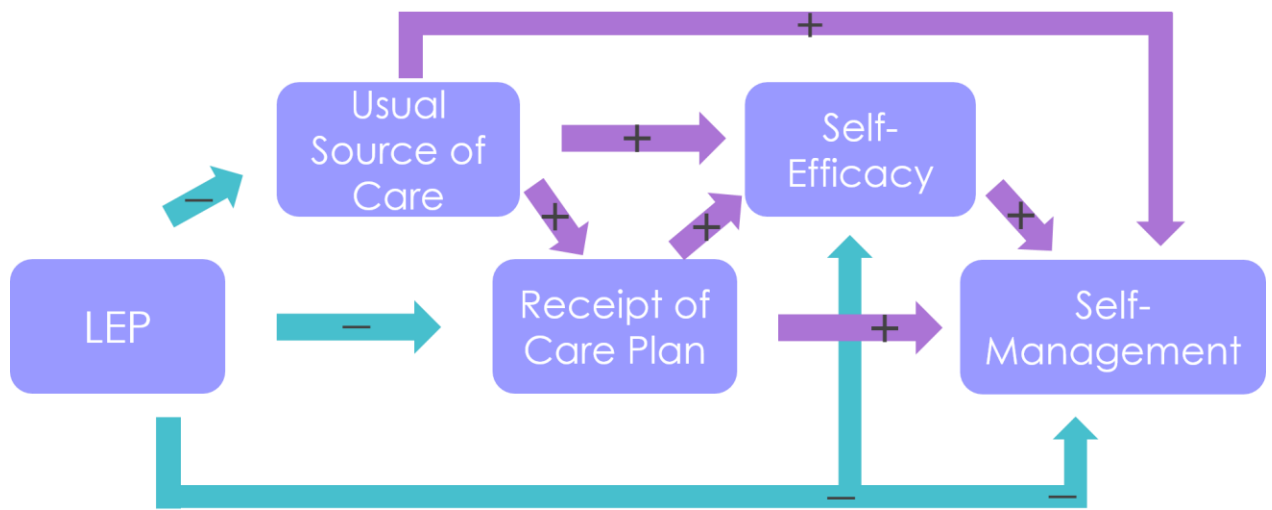 +
Usual
Source of
Care
+
Self-
Efficacy
−
+
+
+
LEP
−
Receipt of
Care Plan
+
Self-
Management
−
−